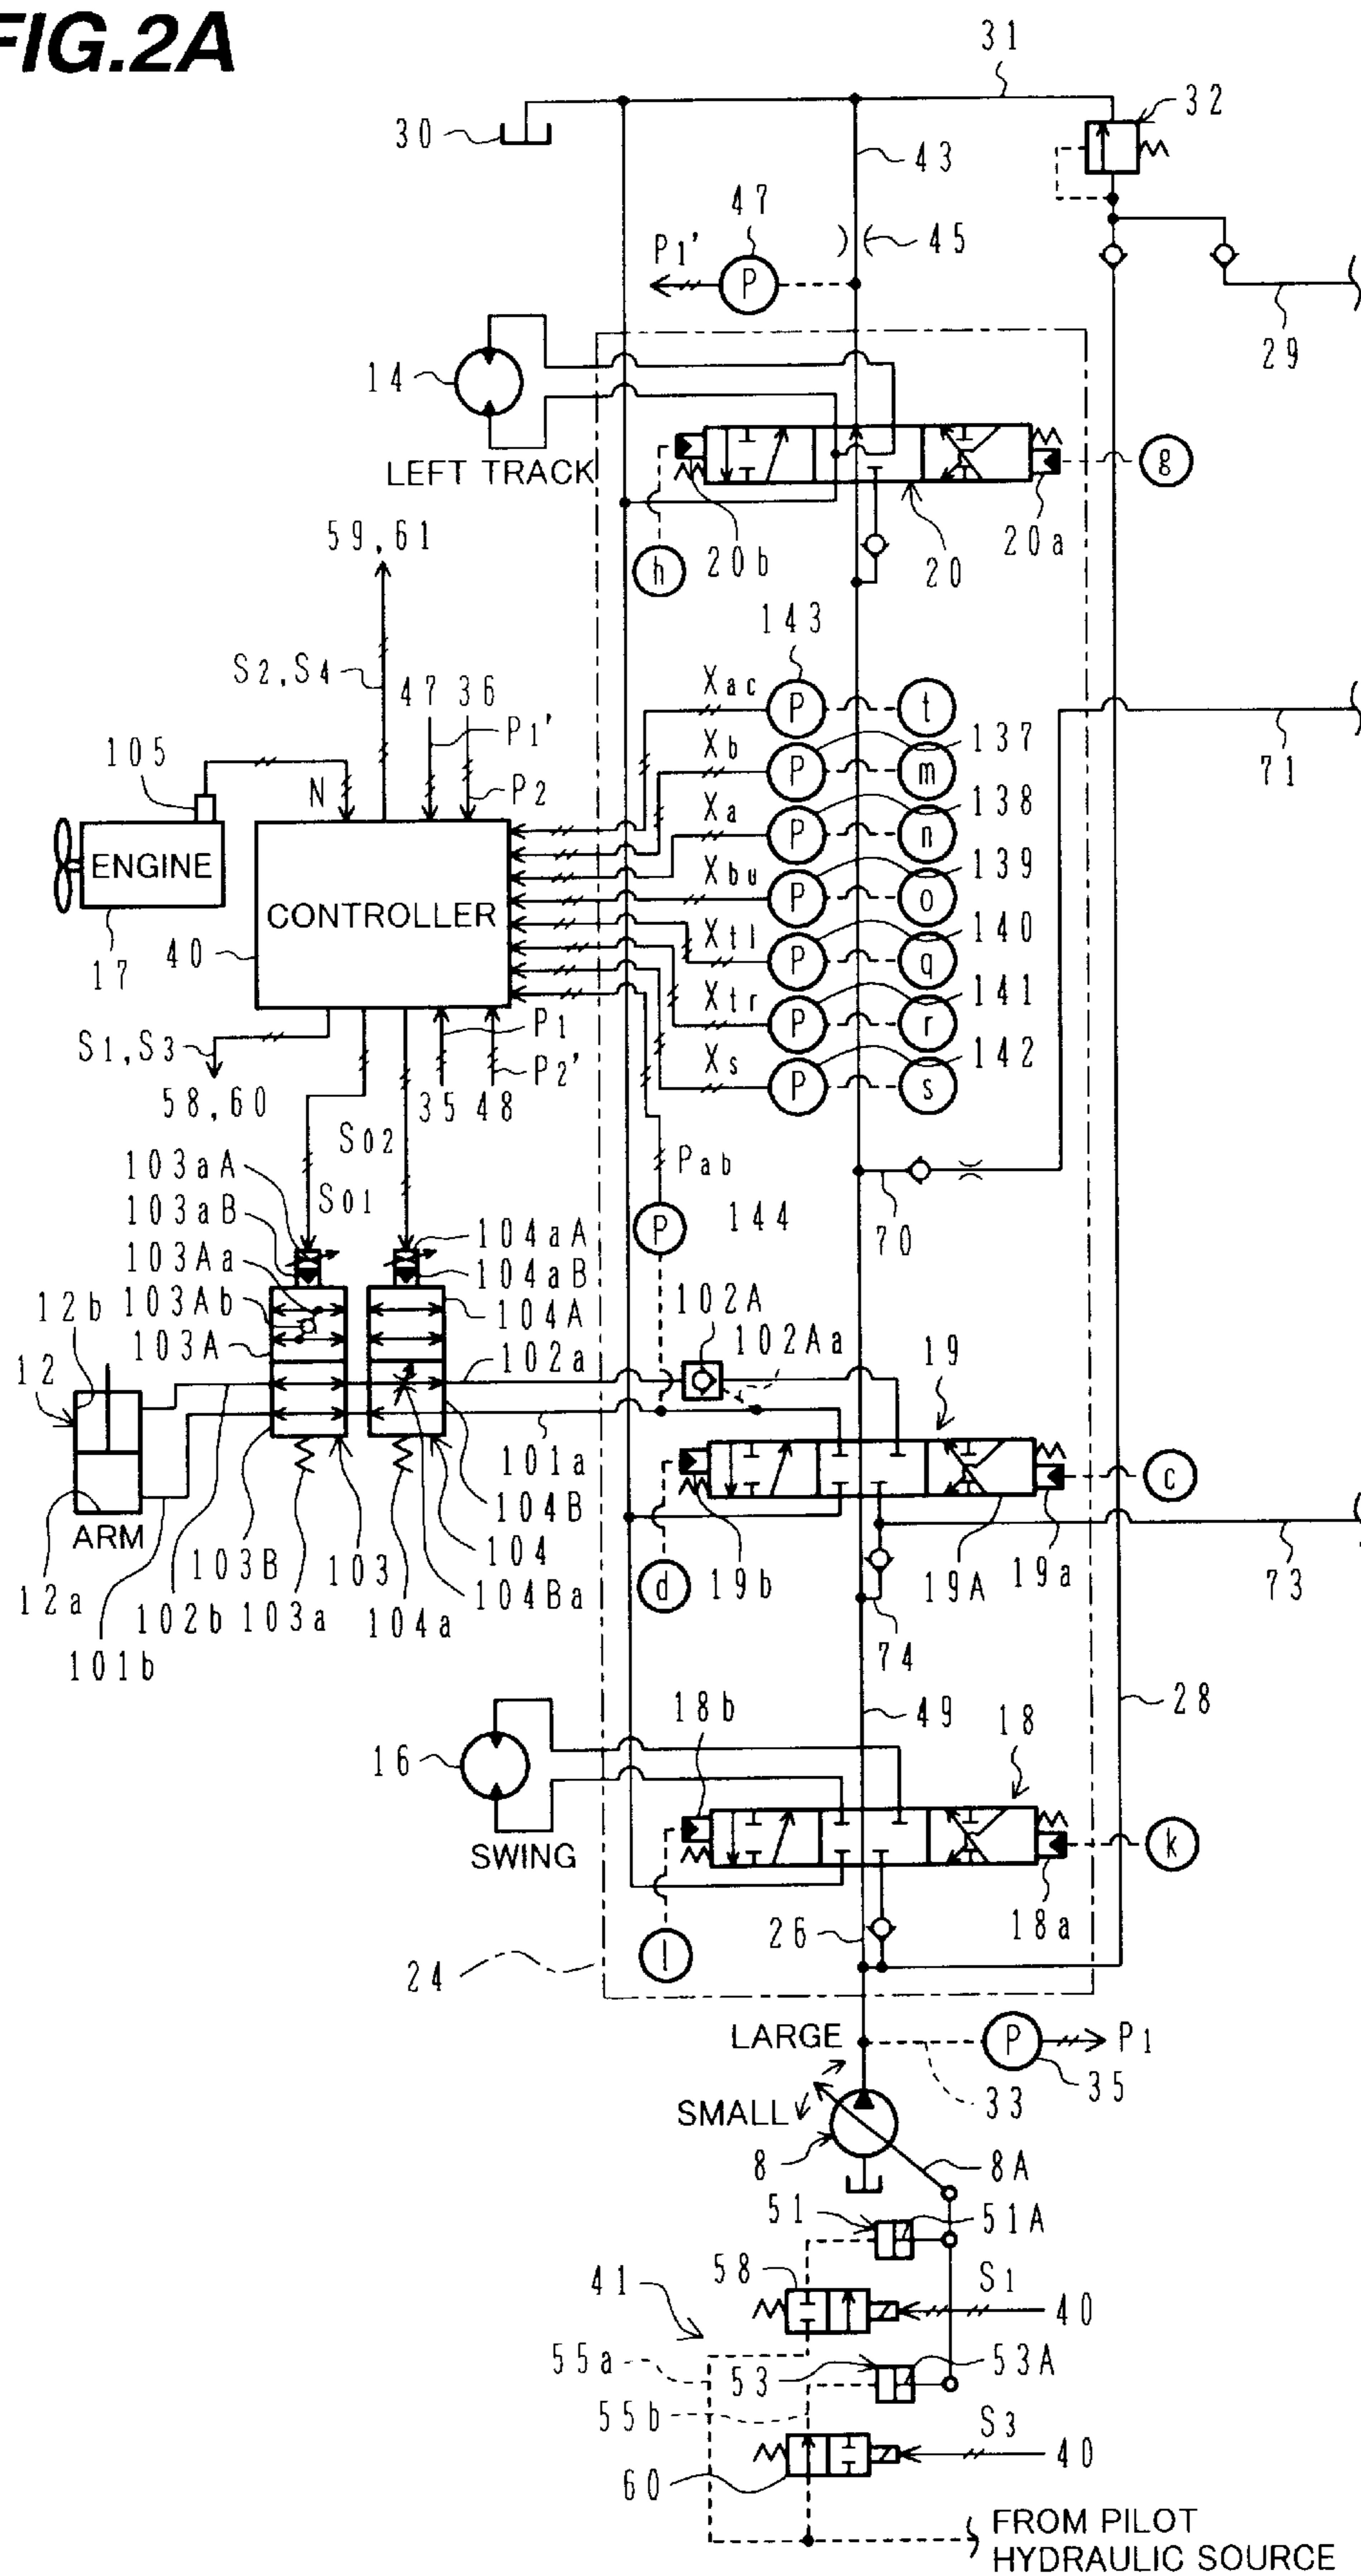 FIG.2A
31
30
32
43
47
P1'
45
P
29
14
LEFT TRACK
g
59,61
h
20b
20
20a
143
S2,S4
47 36
Xac
P
t
P1'
137
105
Xb
P
m
71
N
P2
138
Xa
P
n
ENGINE
139
Xbu
P
o
CONTROLLER
17
40
140
Xtl
P
q
141
Xtr
P
r
P1
S1,S3
142
Xs
P
s
P2'
58,60
35 48
S02
103aA
Pab
S01
103aB
144
P
70
104aA
103Aa
104aB
12b
103Ab
104A
102A
103A
102a
102Aa
19
12
101a
c
104B
ARM
103B
103
104
d
19b
19A
19a
12a
102b
103a
104a
104Ba
73
101b
74
18b
49
28
18
16
SWING
k
26
18a
24
l
LARGE
P
P1
35
SMALL
33
8
8A
51
51A
58
S1
41
40
55a
53
53A
55b
S3
40
60
FROM PILOT
HYDRAULIC SOURCE